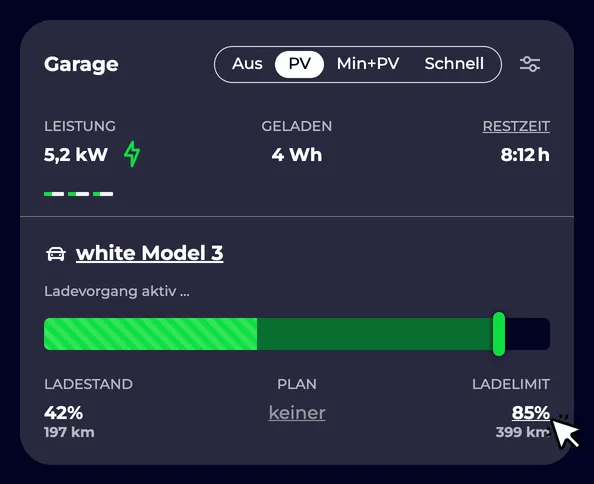 Garage
Aus PV Min+PV Schnell
LEISTUNG GELADEN RESTZEIT
5,2 kW 4 Wh 8:12 h
white Model 3
Ladevorgang aktiv ...
LADESTAND PLAN LADELIMIT
42% keiner 85%
197 km 399 km